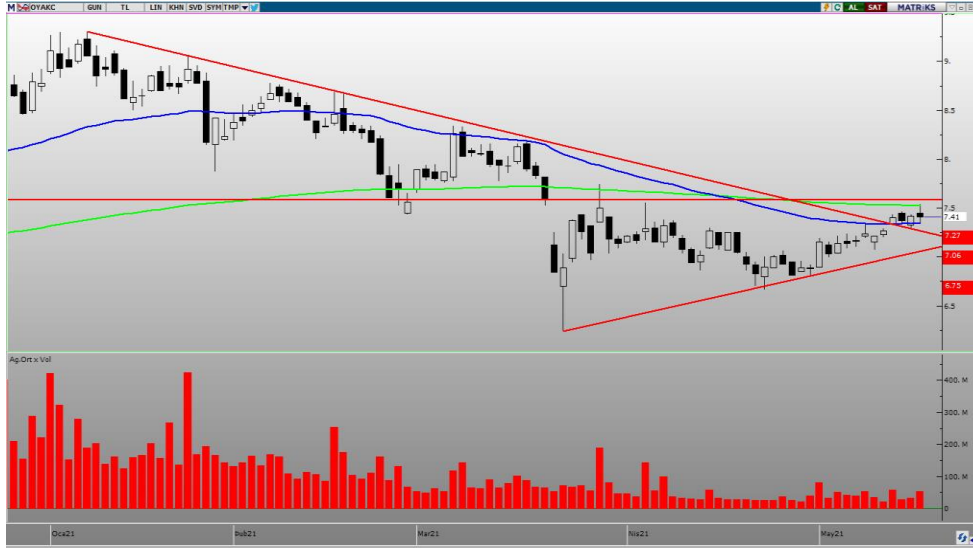 M OYAKC GUN TL LIN KHN SVD SYM TMP AL SAT MATRIKS
9.
8.5
8.
7.5
7.41
7.27
7.06
6.75
6.5
Ag.Ort x Vol
400. M
300. M
200. M
100. M
0
Oca21 Þub21 Mar21 Nis21 May21